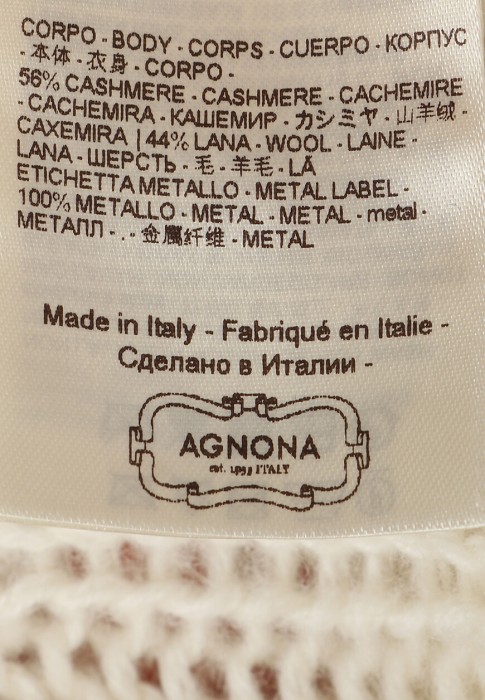 CORPO - BODY - CORPS - CUERPO - КОРПУС
- 本体 - 衣身 - CORPO -
56% CASHMERE - CASHMERE - CACHEMIRE
- CACHEMIRA - КАШЕМИР - カシミヤ - 山羊绒 -
CAXEMIRA | 44% LANA - WOOL - LAINE -
LANA - ШЕРСТЬ - 毛 - 羊毛 - LÃ
ETICHETTA METALLO - METAL LABEL -
100% METALLO - METAL - METAL - metal -
МЕТАЛЛ - . - 金屬纤维 - METAL
Made in Italy - Fabriqué en Italie -
Сделано в Италии -
AGNONA
est. 1953 ITALY